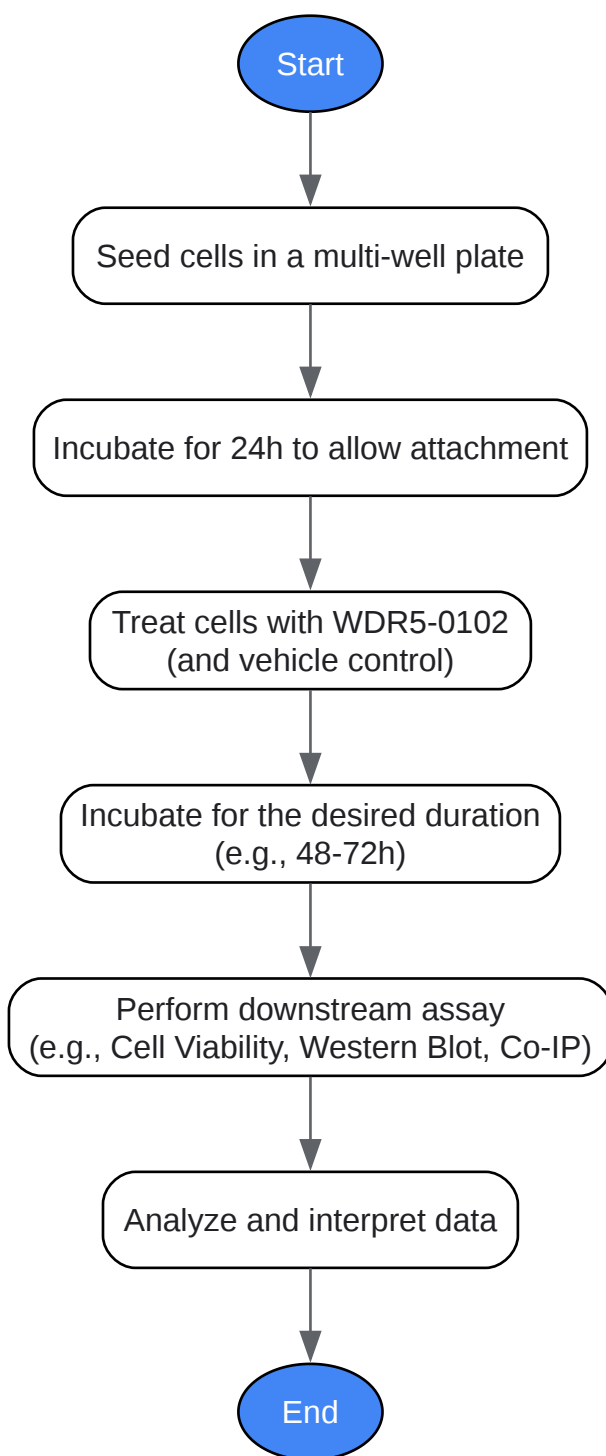 Start
Seed cells in a multi-well plate
Incubate for 24h to allow attachment
Treat cells with WDR5-0102
(and vehicle control)
Incubate for the desired duration
(e.g., 48-72h)
Perform downstream assay
(e.g., Cell Viability, Western Blot, Co-IP)
Analyze and interpret data
End